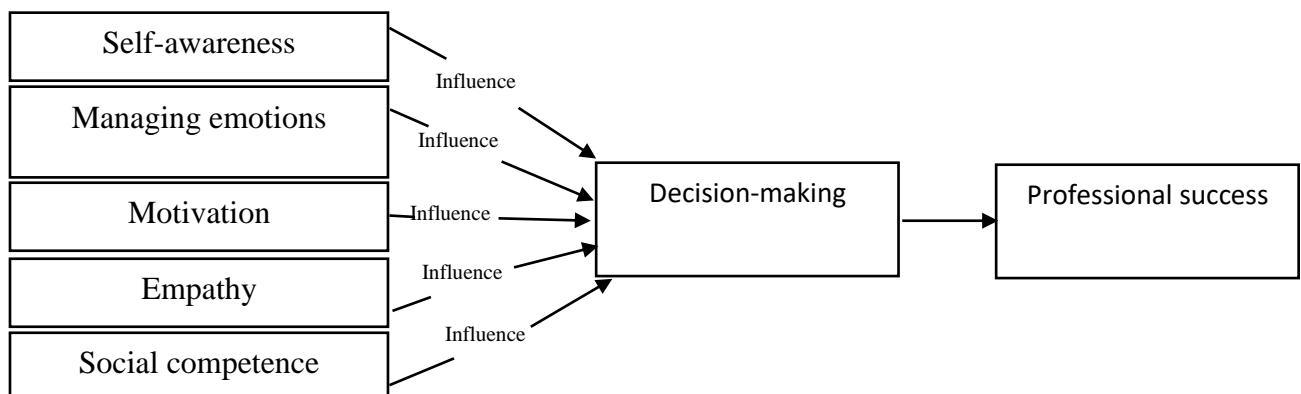 Self-awareness
Influence
Managing emotions
Influence
Motivation
Influence
Empathy
Influence
Social competence
Influence
Decision-making
Professional success